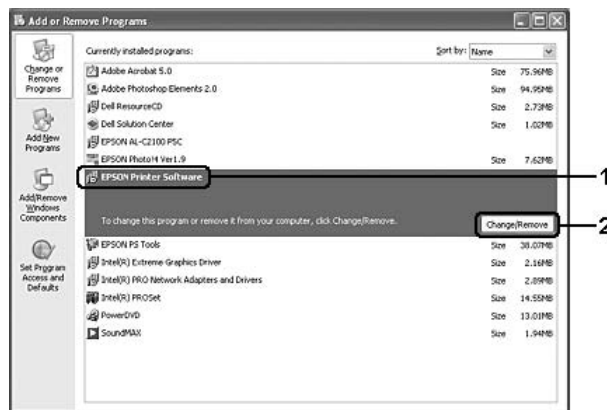 Add or Remove Programs
Change or
Remove
Programs
Add New
Programs
Add/Remove
Windows
Components
Set Program
Access and
Defaults
Currently installed programs:
Sort by: Name
Adobe Acrobat 5.0 Size 75.96MB
Adobe Photoshop Elements 2.0 Size 94.95MB
Dell ResourceCD Size 2.73MB
Dell Solution Center Size 1.02MB
EPSON AL-C2100 PSC
EPSON Photo!4 Ver1.9 Size 7.62MB
EPSON Printer Software 1
To change this program or remove it from your computer, click Change/Remove.
Change/Remove 2
EPSON PS Tools Size 38.07MB
Intel(R) Extreme Graphics Driver Size 2.16MB
Intel(R) PRO Network Adapters and Drivers Size 2.89MB
Intel(R) PROSet Size 14.55MB
PowerDVD Size 13.01MB
SoundMAX Size 1.94MB